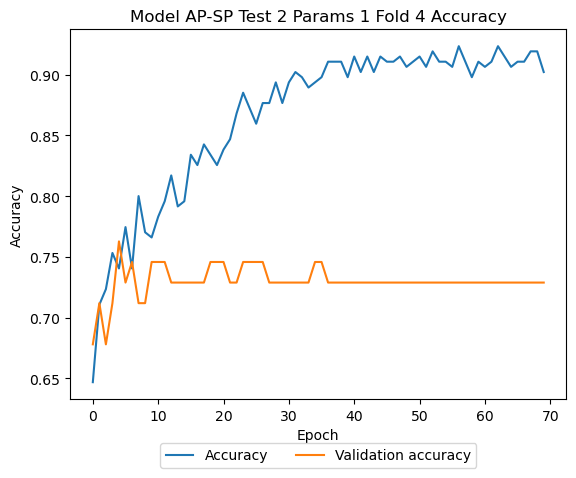 Model AP-SP Test 2 Params 1 Fold 4 Accuracy
0.90
0.85
0.80
0.75
0.70
0.65
Accuracy
0 10 20 30 40 50 60 70
Epoch
Accuracy Validation accuracy